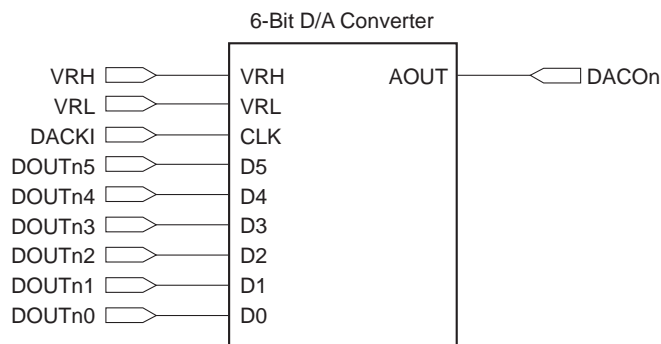 6-Bit D/A Converter
VRH VRH AOUT DACOn
VRL VRL
DACKI CLK
DOUTn5 D5
DOUTn4 D4
DOUTn3 D3
DOUTn2 D2
DOUTn1 D1
DOUTn0 D0